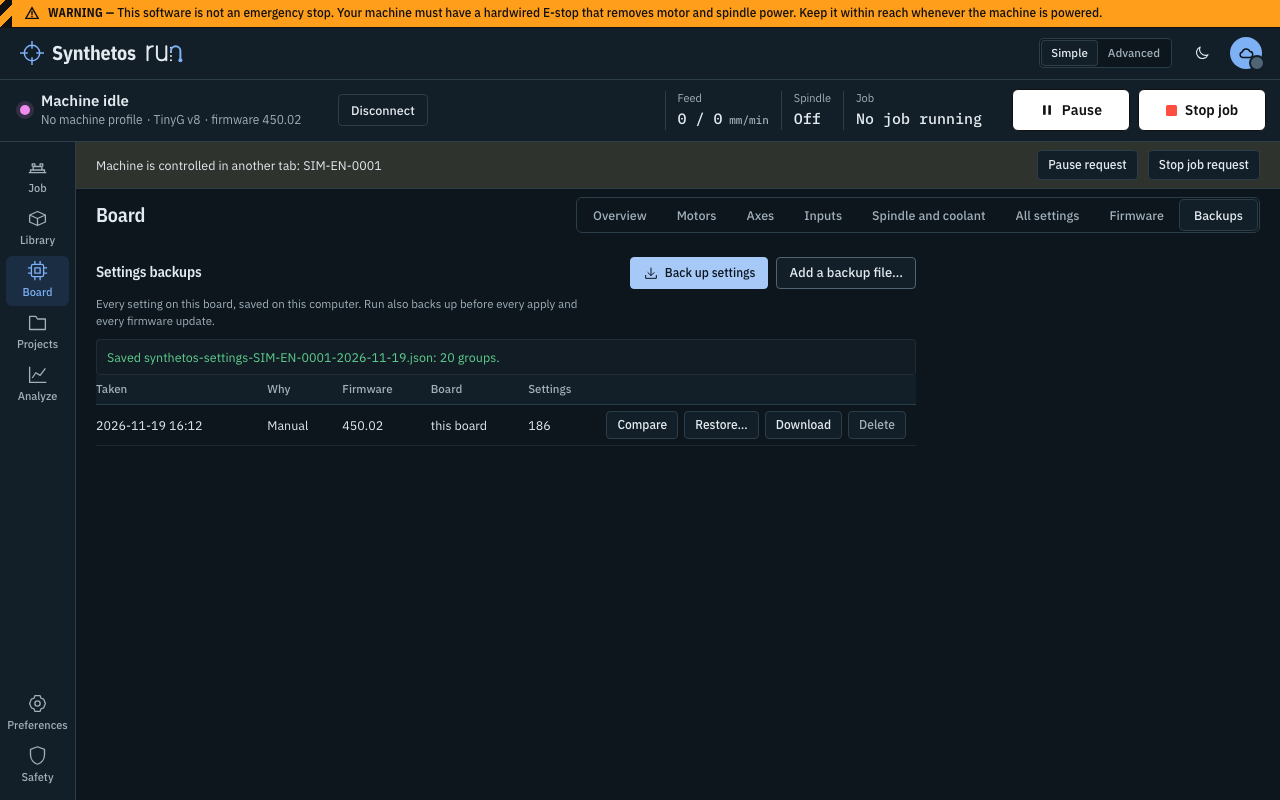 WARNING — This software is not an emergency stop. Your machine must have a hardwired E-stop that removes motor and spindle power. Keep it within reach whenever the machine is powered.
Synthetos run
Simple
Advanced
Machine idle
No machine profile · TinyG v8 · firmware 450.02
Disconnect
Feed
0 / 0 mm/min
Spindle
Off
Job
No job running
Pause
Stop job
Job
Library
Board
Projects
Analyze
Preferences
Safety
Machine is controlled in another tab: SIM-EN-0001
Pause request
Stop job request
Board
Overview
Motors
Axes
Inputs
Spindle and coolant
All settings
Firmware
Backups
Settings backups
Back up settings
Add a backup file...
Every setting on this board, saved on this computer. Run also backs up before every apply and
every firmware update.
Saved synthetos-settings-SIM-EN-0001-2026-11-19.json: 20 groups.
Taken Why Firmware Board Settings
2026-11-19 16:12 Manual 450.02 this board 186 Compare Restore... Download Delete